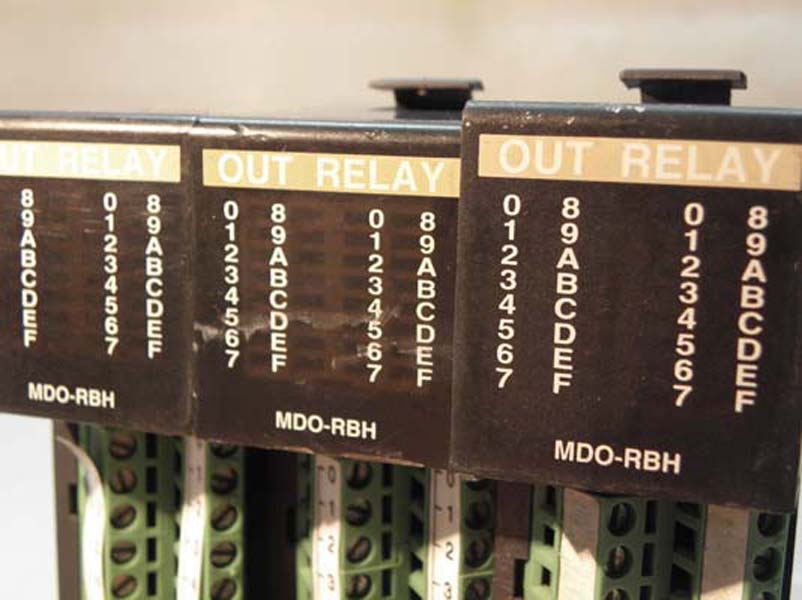 UT RELAY
8 0 8
9 1 9
A 2 A
B 3 B
C 4 C
D 5 D
E 6 E
F 7 F
MDO-RBH
OUT RELAY
0 8 0 8
1 9 1 9
2 A 2 A
3 B 3 B
4 C 4 C
5 D 5 D
6 E 6 E
7 F 7 F
MDO-RBH
OUT RELAY
0 8 0 8
1 9 1 9
2 A 2 A
3 B 3 B
4 C 4 C
5 D 5 D
6 E 6 E
7 F 7 F
MDO-RBH
0 0
1 1
2 2
3 3